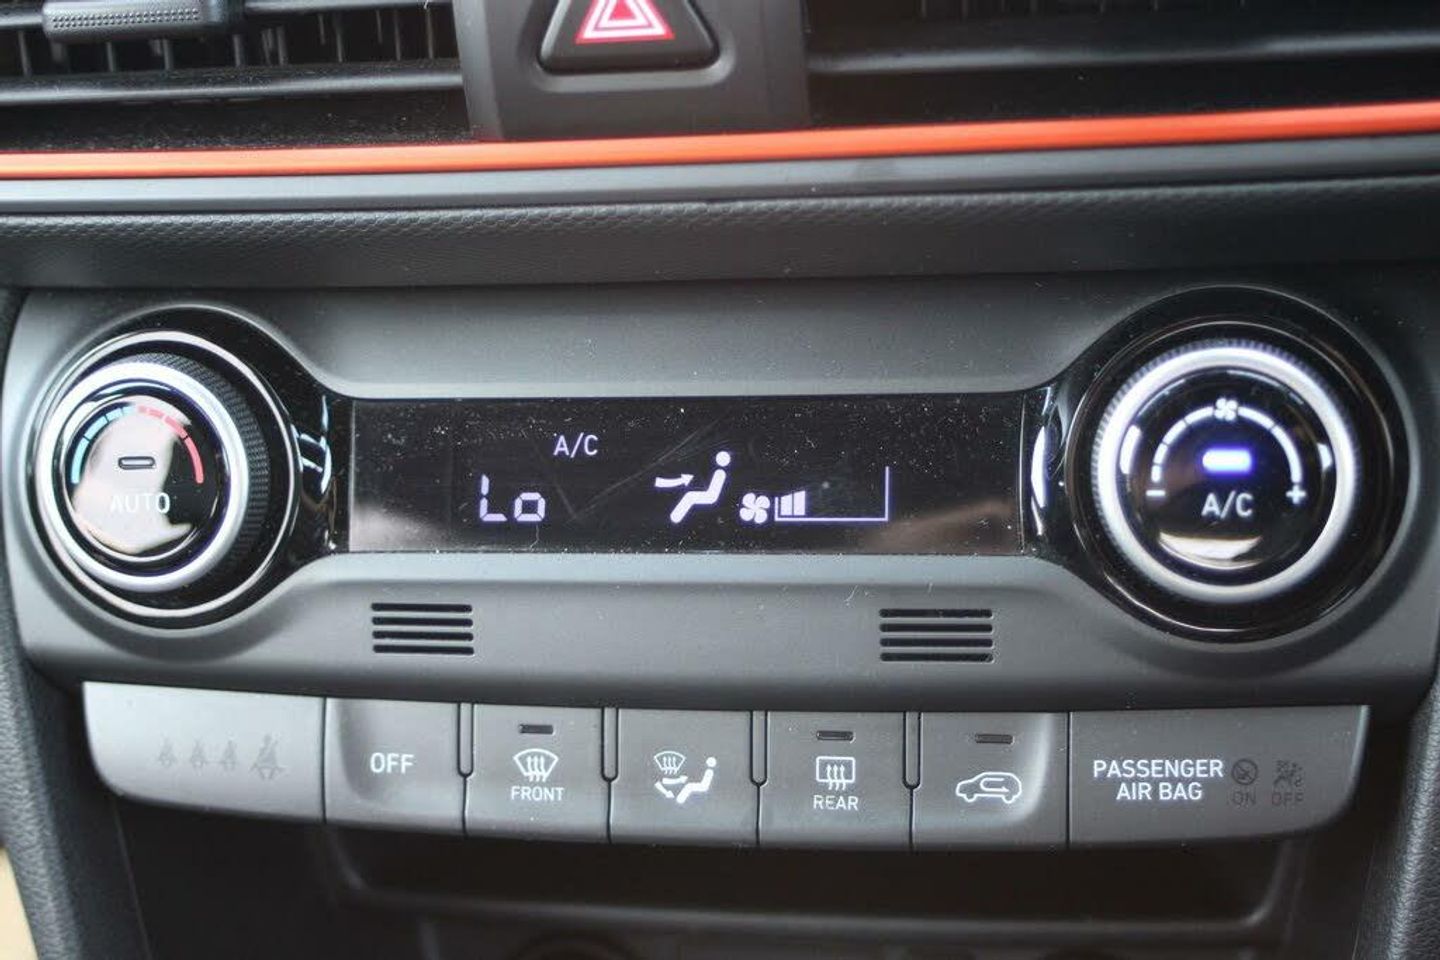 A/C
Lo
AUTO
A/C
- +
OFF
FRONT
REAR
PASSENGER
AIR BAG
ON OFF